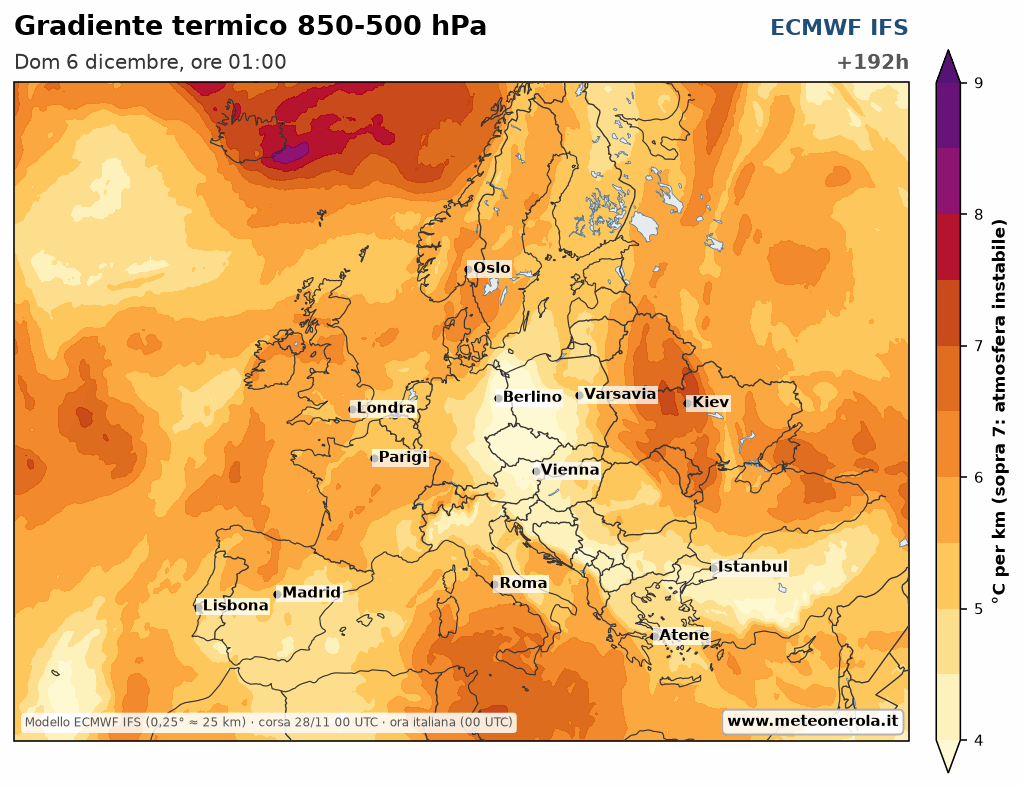 Gradiente termico 850-500 hPa
ECMWF IFS
Dom 6 dicembre, ore 01:00
+192h
Oslo
Berlino
Varsavia
Kiev
Londra
Parigi
Vienna
Istanbul
Roma
Madrid
Lisbona
Atene
Modello ECMWF IFS (0,25° ≈ 25 km) · corsa 28/11 00 UTC · ora italiana (00 UTC)
www.meteonerola.it
9
8
7
6
5
4
°C per km (sopra 7: atmosfera instabile)